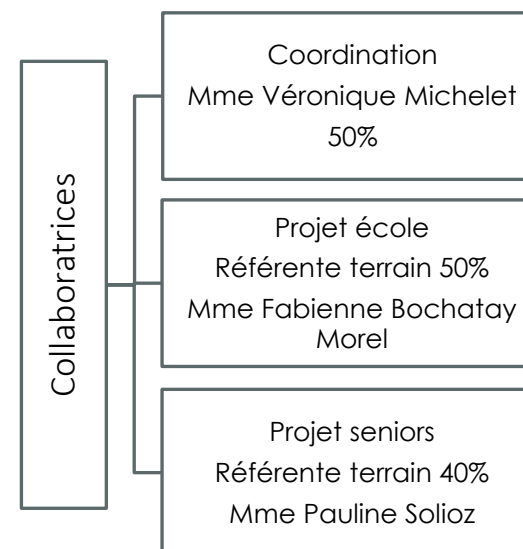 Collaboratrices
Coordination
Mme Véronique Michelet
50%
Projet école
Référente terrain 50%
Mme Fabienne Bochatay
Morel
Projet seniors
Référente terrain 40%
Mme Pauline Solioz